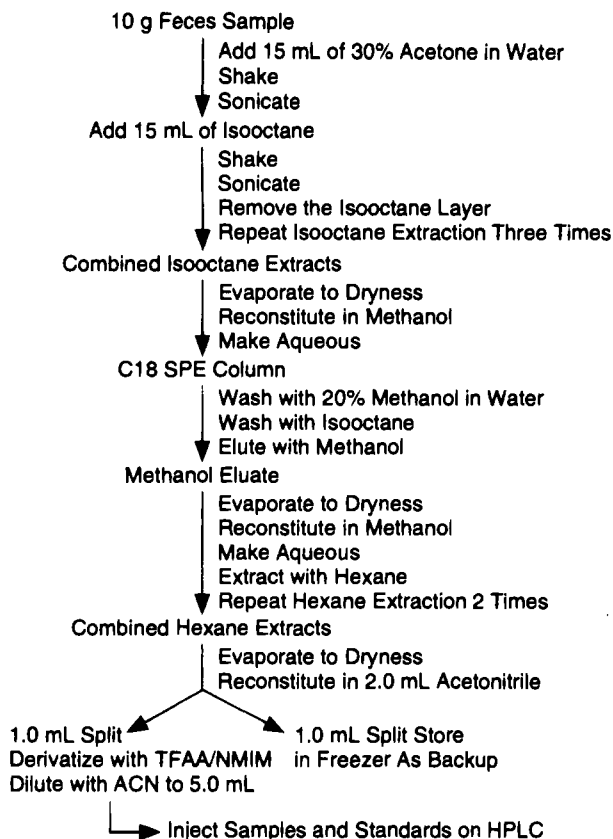 10 g Feces Sample
Add 15 mL of 30% Acetone in Water
Shake
Sonicate
Add 15 mL of Isooctane
Shake
Sonicate
Remove the Isooctane Layer
Repeat Isooctane Extraction Three Times
Combined Isooctane Extracts
Evaporate to Dryness
Reconstitute in Methanol
Make Aqueous
C18 SPE Column
Wash with 20% Methanol in Water
Wash with Isooctane
Elute with Methanol
Methanol Eluate
Evaporate to Dryness
Reconstitute in Methanol
Make Aqueous
Extract with Hexane
Repeat Hexane Extraction 2 Times
Combined Hexane Extracts
Evaporate to Dryness
Reconstitute in 2.0 mL Acetonitrile
1.0 mL Split
Derivatize with TFAA/NMIM
Dilute with ACN to 5.0 mL
1.0 mL Split Store
in Freezer As Backup
Inject Samples and Standards on HPLC